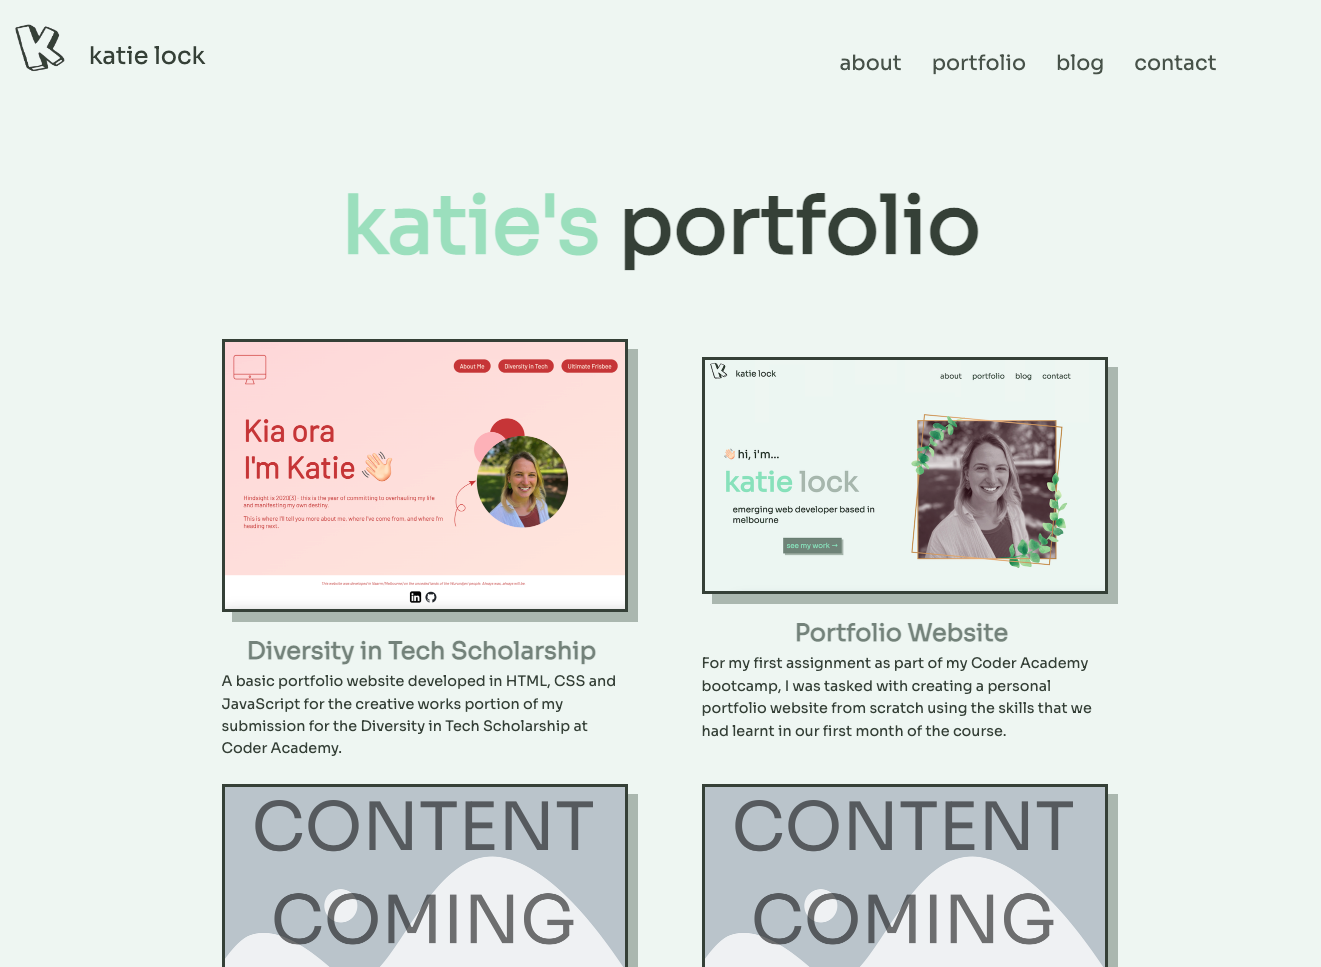 katie lock
about portfolio blog contact
katie's portfolio
About Me Diversity in Tech Ultimate Frisbee
Kia ora
I'm Katie
Hindsight is 2020(3) - this is the year of committing to overhauling my life
and manifesting my own destiny.
This is where I'll tell you more about me, where I've come from, and where I'm
heading next.
Diversity in Tech Scholarship
A basic portfolio website developed in HTML, CSS and
JavaScript for the creative works portion of my
submission for the Diversity in Tech Scholarship at
Coder Academy.
katie lock
about portfolio blog contact
hi, i'm...
katie lock
emerging web developer based in
melbourne
see my work →
Portfolio Website
For my first assignment as part of my Coder Academy
bootcamp, I was tasked with creating a personal
portfolio website from scratch using the skills that we
had learnt in our first month of the course.
CONTENT
COMING
CONTENT
COMING